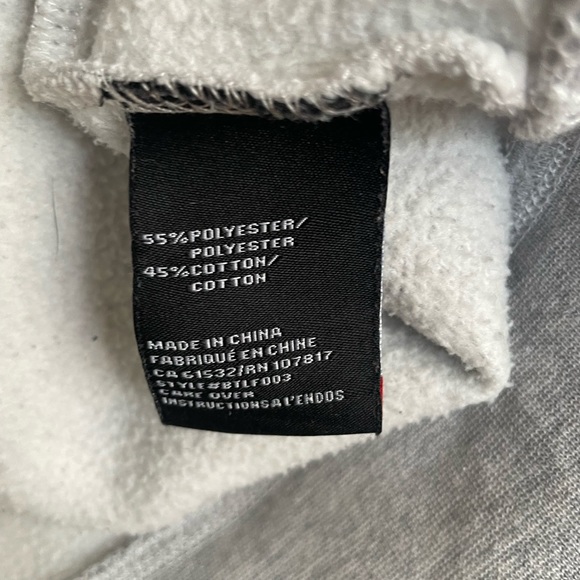 55%POLYESTER/
POLYESTER
45%COTTON/
COTTON
MADE IN CHINA
FABRIQUÉ EN CHINE
CA 61532/RN 107817
STYLE#BTLF003
CARE OVER
INSTRUCTIONS A L'ENDOS